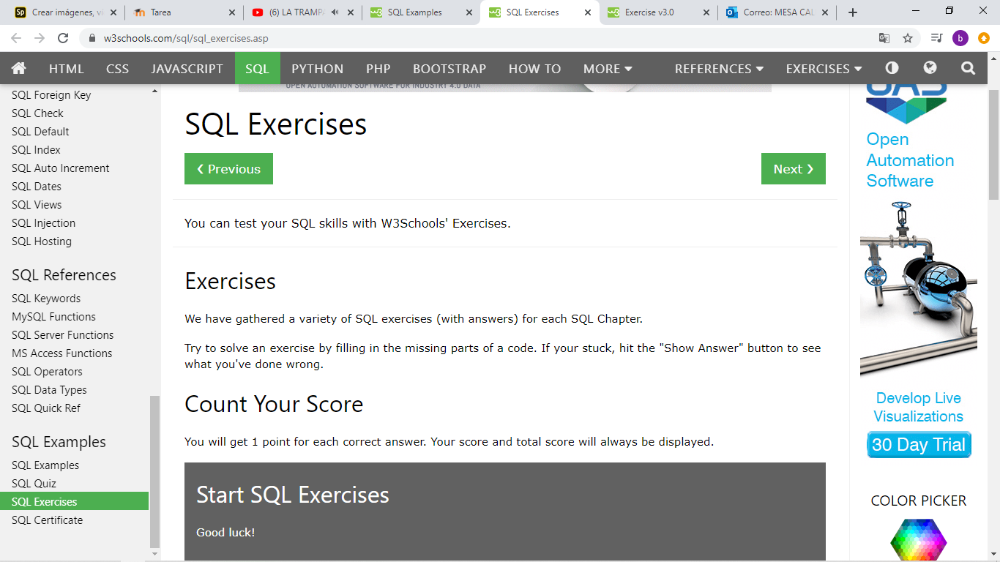 Crear imágenes, ví
Tarea
(6) LA TRAMPA
SQL Examples
SQL Exercises
Exercise v3.0
Correo: MESA CAL
w3schools.com/sql/sql_exercises.asp
b
HTML CSS JAVASCRIPT SQL PYTHON PHP BOOTSTRAP HOW TO MORE REFERENCES EXERCISES
SQL Foreign Key
SQL Check
SQL Default
SQL Index
SQL Auto Increment
SQL Dates
SQL Views
SQL Injection
SQL Hosting
SQL References
SQL Keywords
MySQL Functions
SQL Server Functions
MS Access Functions
SQL Operators
SQL Data Types
SQL Quick Ref
SQL Examples
SQL Examples
SQL Quiz
SQL Exercises
SQL Certificate
OPEN AUTOMATION SOFTWARE FOR INDUSTRY 4.0 DATA
SQL Exercises
❮ Previous
Next ❯
You can test your SQL skills with W3Schools' Exercises.
Exercises
We have gathered a variety of SQL exercises (with answers) for each SQL Chapter.
Try to solve an exercise by filling in the missing parts of a code. If your stuck, hit the "Show Answer" button to see
what you've done wrong.
Count Your Score
You will get 1 point for each correct answer. Your score and total score will always be displayed.
Start SQL Exercises
Good luck!
OAS
Open
Automation
Software
Develop Live
Visualizations
30 Day Trial
COLOR PICKER